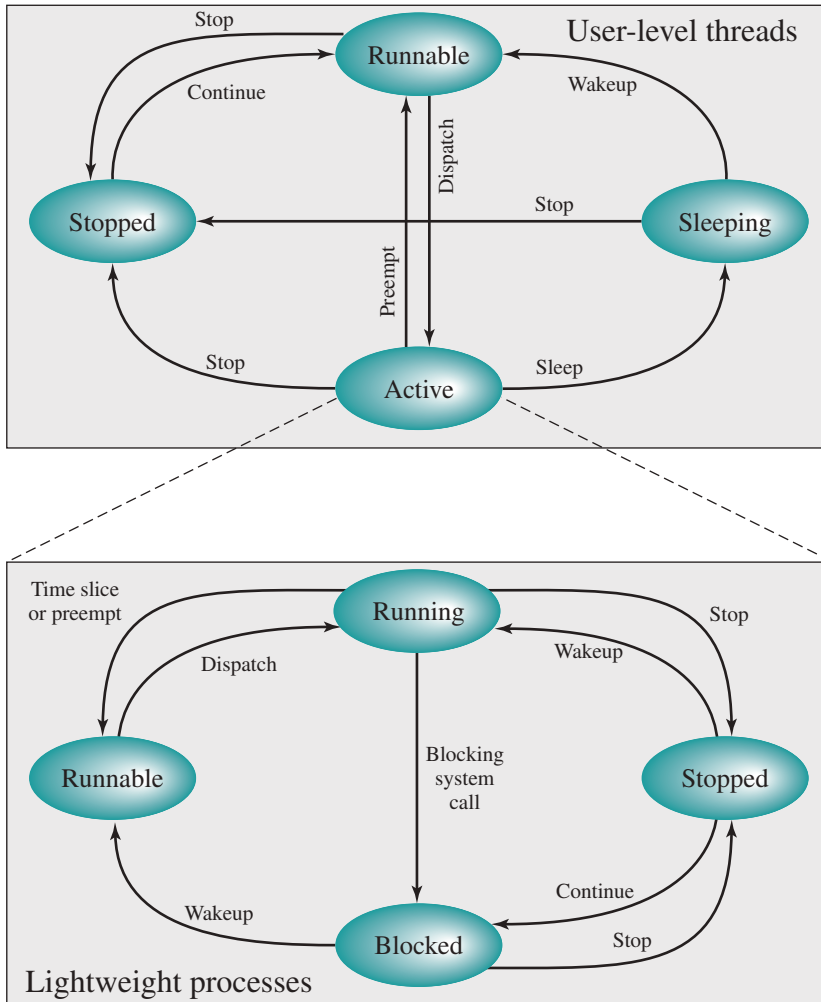 Stop
Runnable
User-level threads
Continue
Wakeup
Dispatch
Stopped
Stop
Sleeping
Preempt
Stop
Sleep
Active
Time slice
or preempt
Running
Stop
Dispatch
Wakeup
Runnable
Blocking
system
call
Stopped
Continue
Wakeup
Stop
Blocked
Lightweight processes